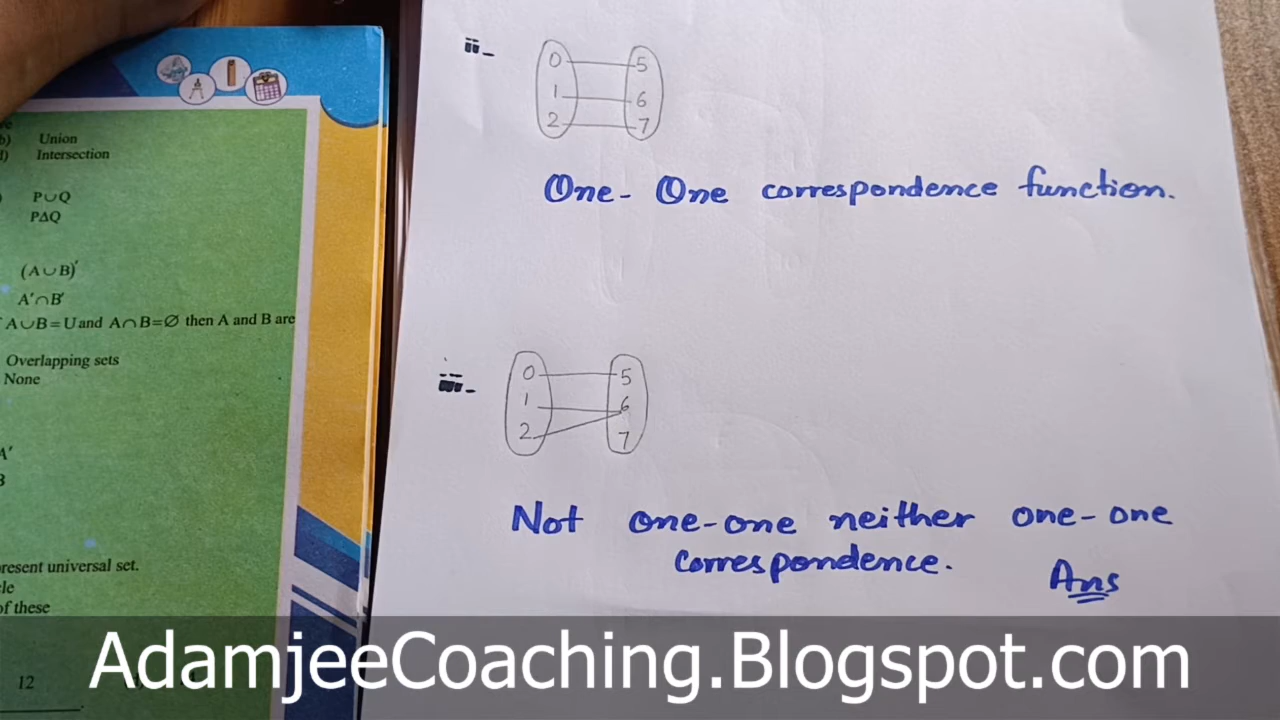 b) Union
d) Intersection
P∪Q
PΔQ
(A∪B)′
A′∩B′
A∪B=U and A∩B=∅ then A and B are
Overlapping sets
None
A′
B
present universal set.
of these
12
ii-
0 5
1 6
2 7
One-One correspondence function.
iii-
0 5
1 6
2 7
Not one-one neither one-one
correspondence.
Ans
AdamjeeCoaching.Blogspot.com